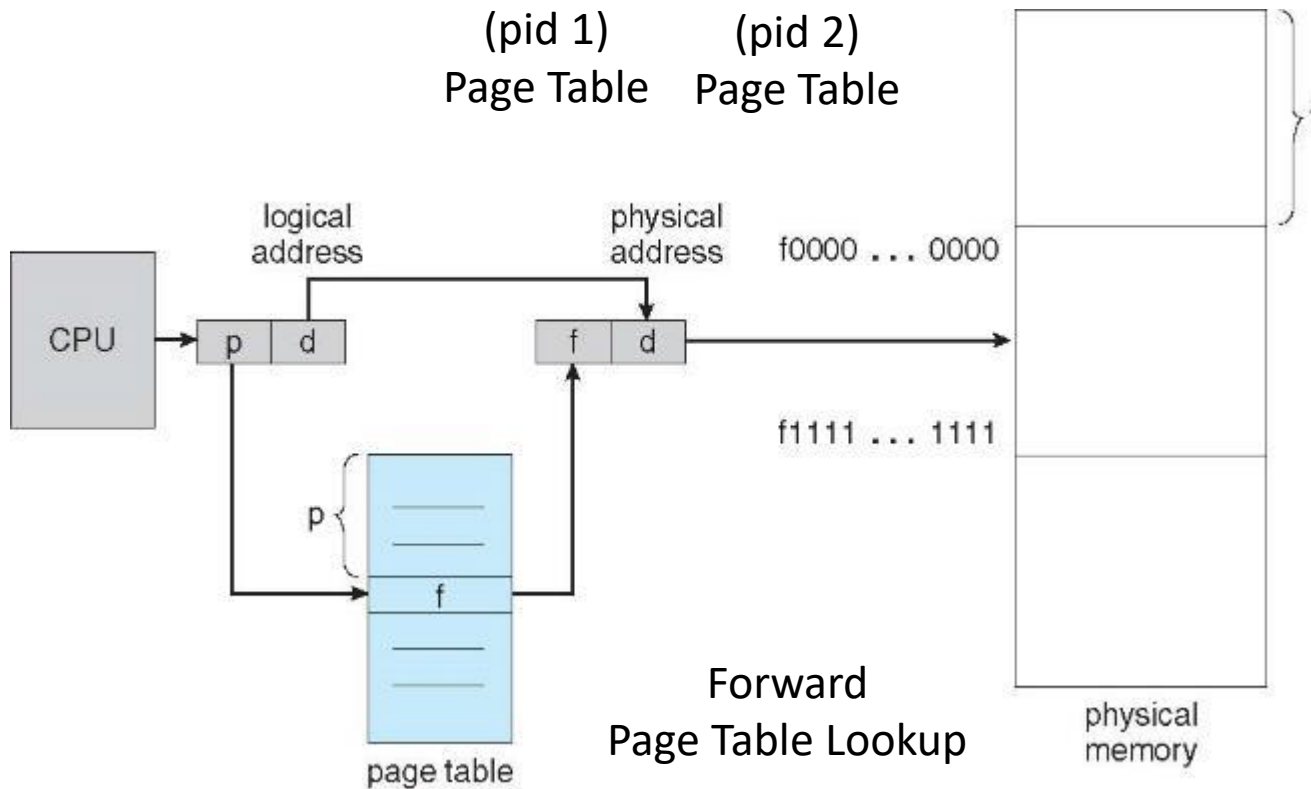 (pid 1)
Page Table
(pid 2)
Page Table
logical
address
physical
address
f0000 ... 0000
CPU
p
d
f
d
f1111 ... 1111
p
f
page table
Forward
Page Table Lookup
physical
memory